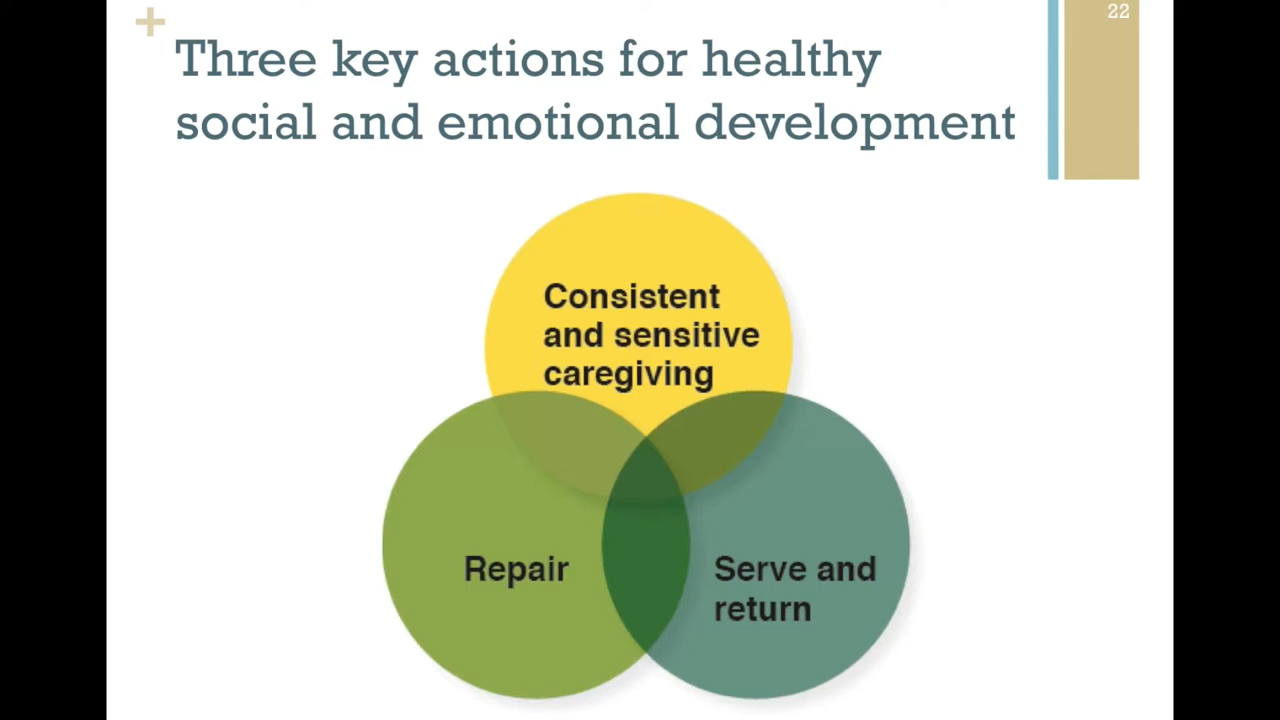 +
22
Three key actions for healthy
social and emotional development
Consistent
and sensitive
caregiving
Repair
Serve and
return